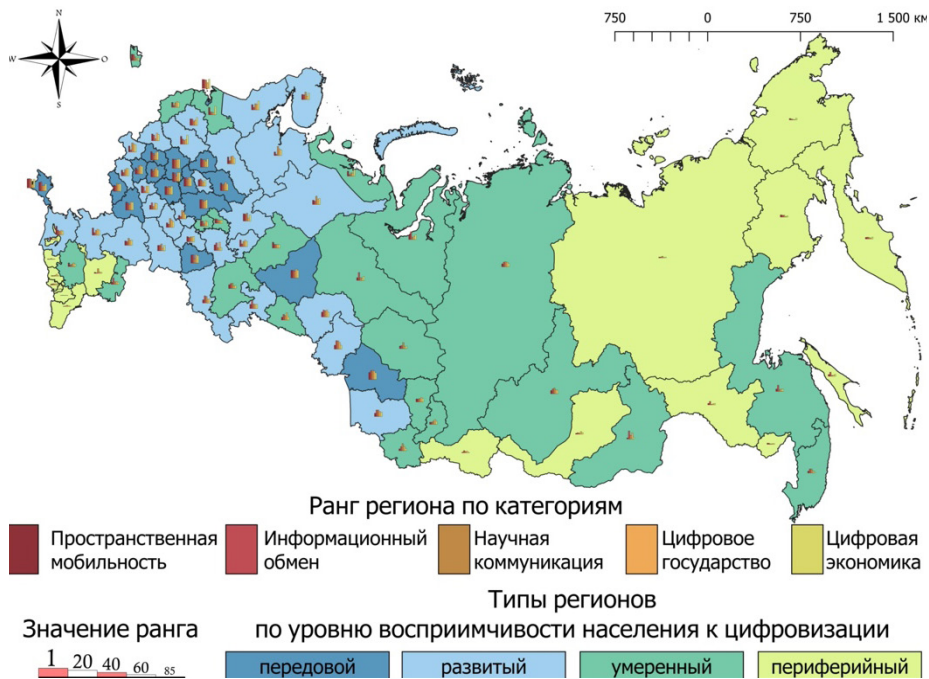 750 0 750 1 500 км
N
W O
S
Ранг региона по категориям
Пространственная мобильность
Информационный обмен
Научная коммуникация
Цифровое государство
Цифровая экономика
Типы регионов
Значение ранга
по уровню восприимчивости населения к цифровизации
1 20 40 60 85
передовой развитый умеренный периферийный